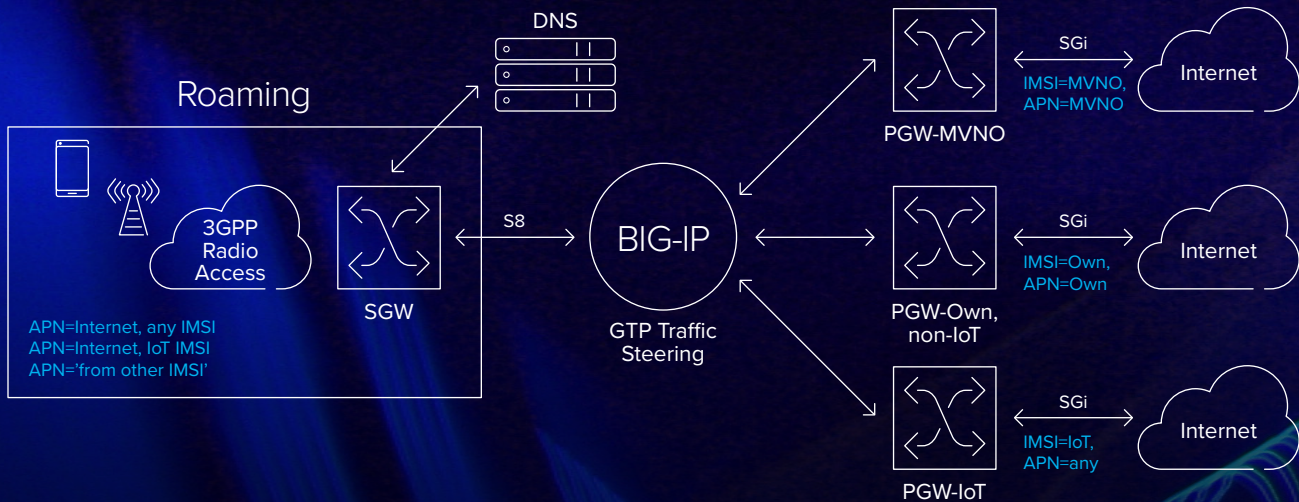 DNS
Roaming
3GPP
Radio
Access
SGW
APN=Internet, any IMSI
APN=Internet, IoT IMSI
APN='from other IMSI'
S8
BIG-IP
GTP Traffic
Steering
PGW-MVNO
SGi
IMSI=MVNO,
APN=MVNO
Internet
PGW-Own,
non-IoT
SGi
IMSI=Own,
APN=Own
Internet
PGW-IoT
SGi
IMSI=IoT,
APN=any
Internet